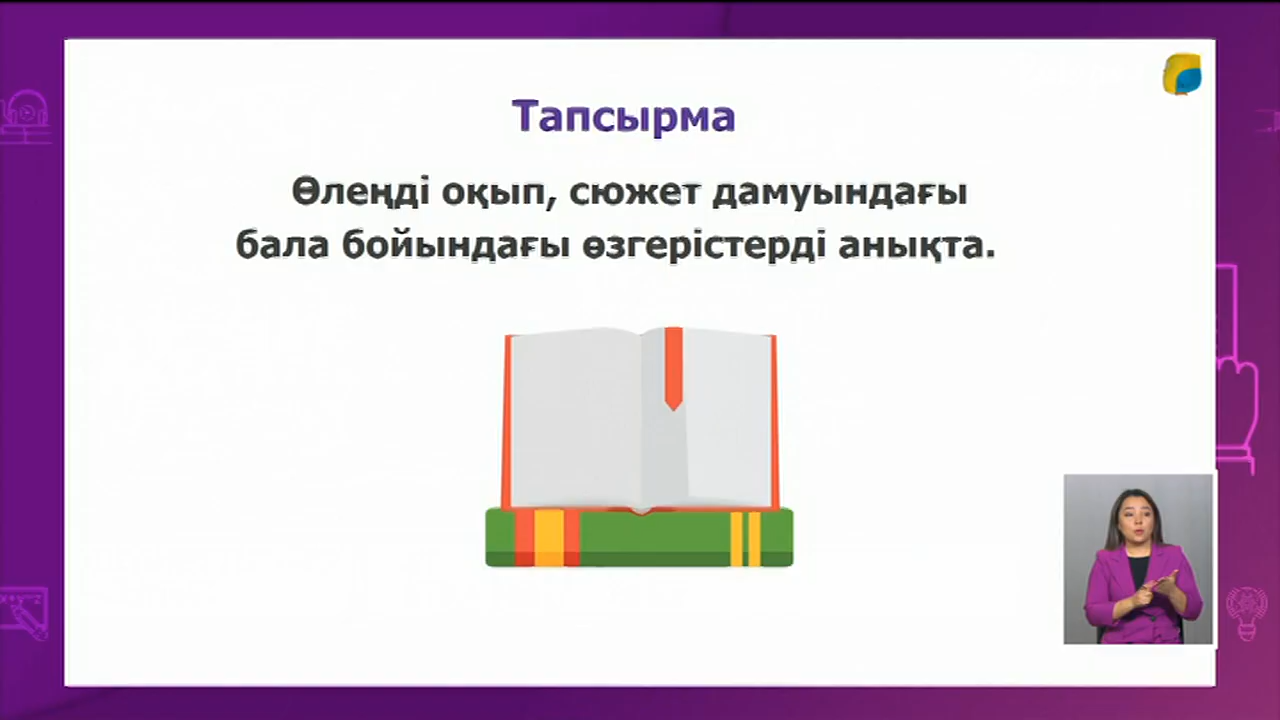 Тапсырма
Өлеңді оқып, сюжет дамуындағы
бала бойындағы өзгерістерді анықта.